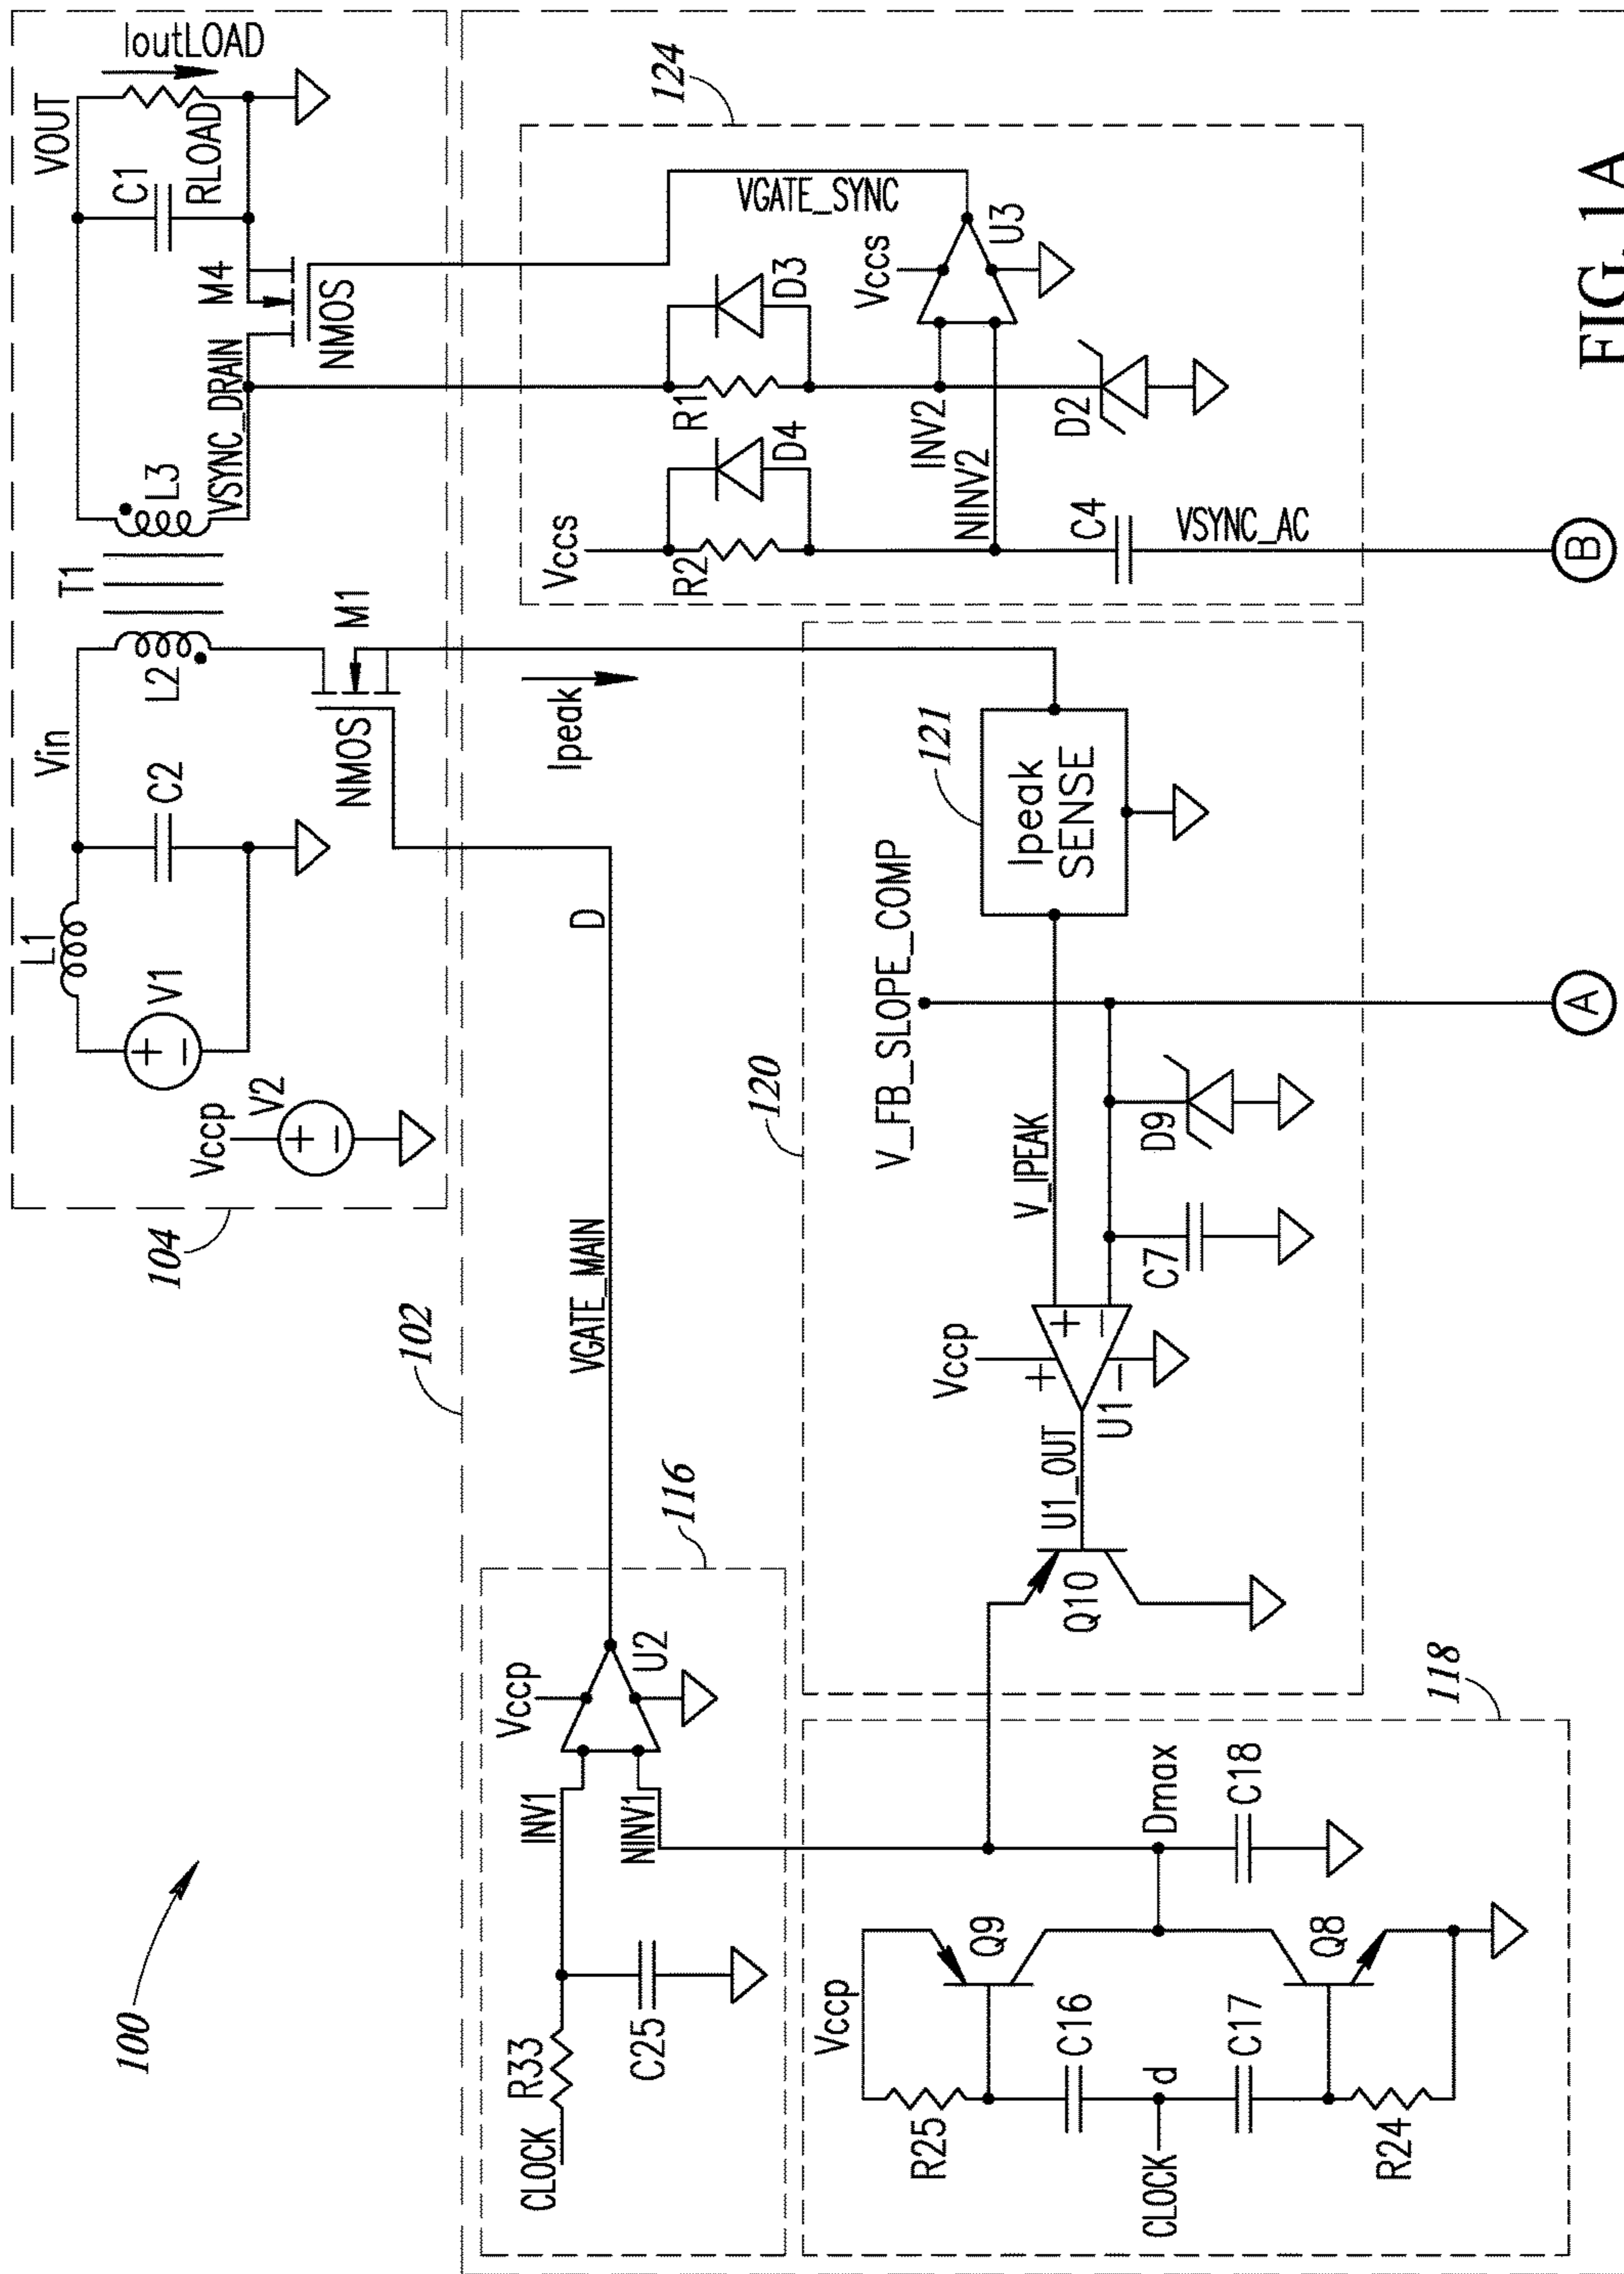 100
104
Vccp
V2
+
−
V1
+
−
L1
C2
Vin
L2
T1
L3
M1
NMOS
VSYNC_DRAIN
M4
NMOS
C1
VOUT
RLOAD
IoutLOAD
102
116
CLOCK
R33
C25
INV1
NINV1
Vccp
U2
VGATE_MAIN
D
Ipeak
118
Vccp
R25
Q9
C16
CLOCK
d
C17
Dmax
C18
Q8
R24
120
Q10
U1_OUT
U1
Vccp
+
−
+
−
V_IPEAK
V_FB_SLOPE_COMP
C7
D9
121
Ipeak
SENSE
A
124
Vccs
R2
D4
R1
D3
Vccs
U3
VGATE_SYNC
INV2
NINV2
D2
C4
VSYNC_AC
B
FIG. 1A